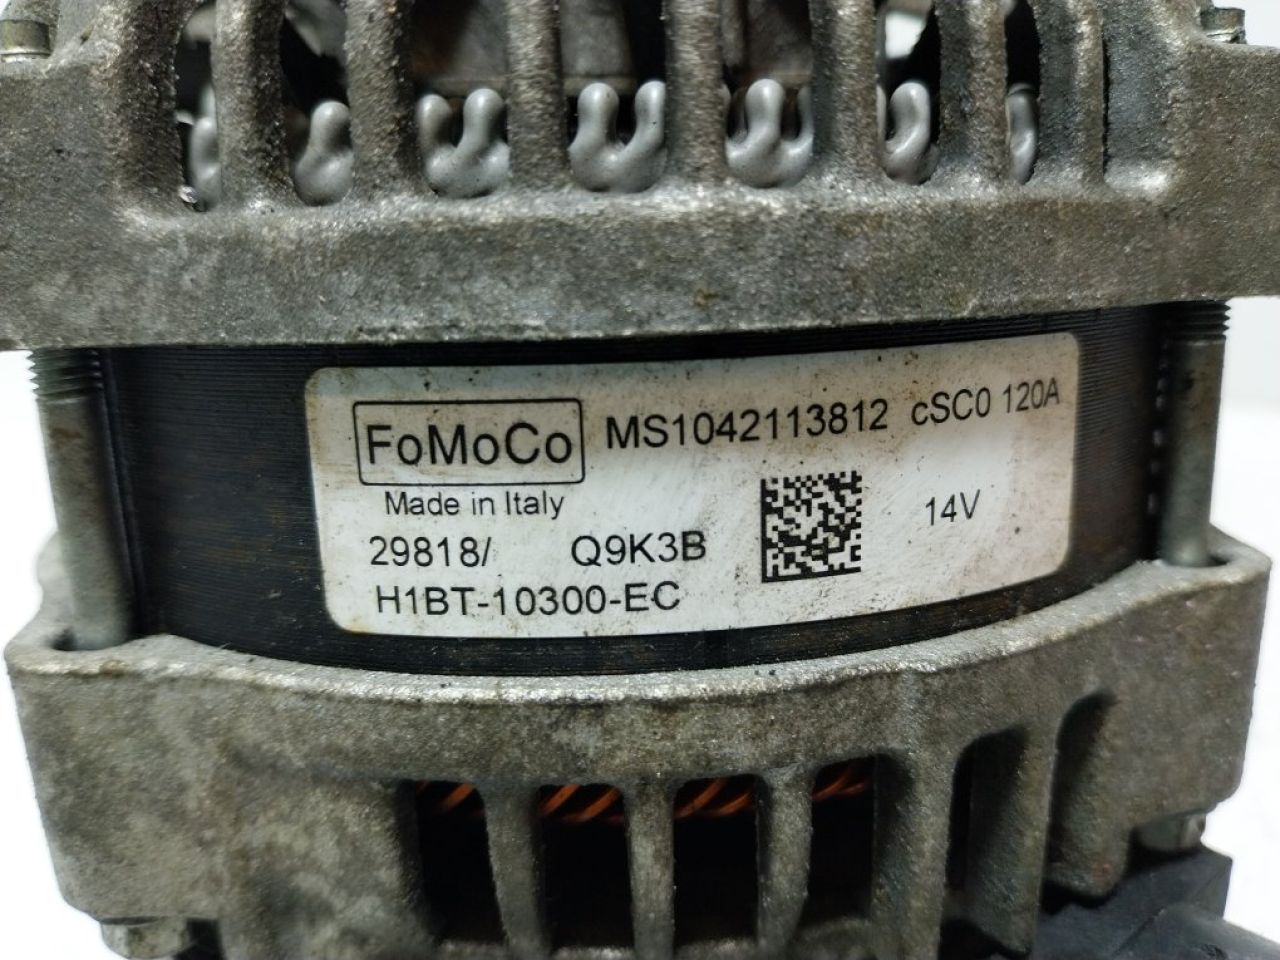 FoMoCo MS1042113812 cSC0 120A
Made in Italy 14V
29818/ Q9K3B
H1BT-10300-EC